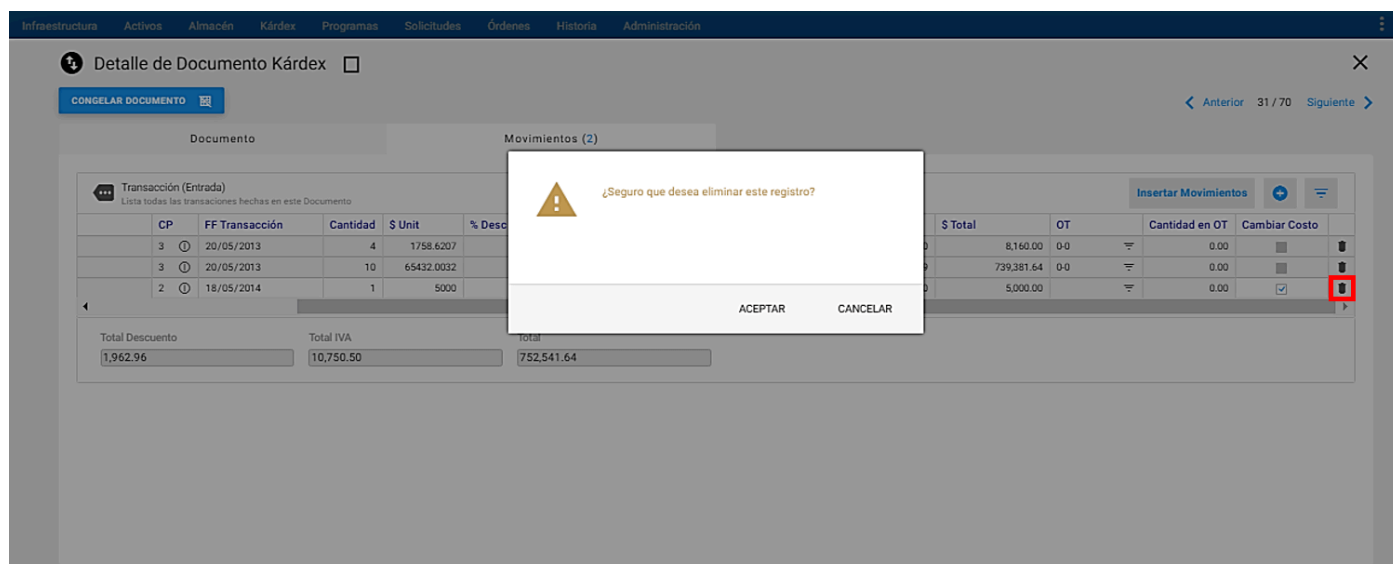 Infraestructura Activos Almacén Kárdex Programas Solicitudes Órdenes Historia Administración
Detalle de Documento Kárdex
CONGELAR DOCUMENTO
Anterior 31 / 70 Siguiente
Documento Movimientos (2)
¿Seguro que desea eliminar este registro?
ACEPTAR CANCELAR
Transacción (Entrada)
Lista todas las transaciones hechas en este Documento
Insertar Movimientos
CP FF Transacción Cantidad $ Unit % Desc $ Total OT Cantidad en OT Cambiar Costo
3 20/05/2013 4 1758.6207 0 8,160.00 0-0 0.00
3 20/05/2013 10 65432.0032 9 739,381.64 0-0 0.00
2 18/05/2014 1 5000 0 5,000.00 0.00
Total Descuento Total IVA Total
1,962.96 10,750.50 752,541.64